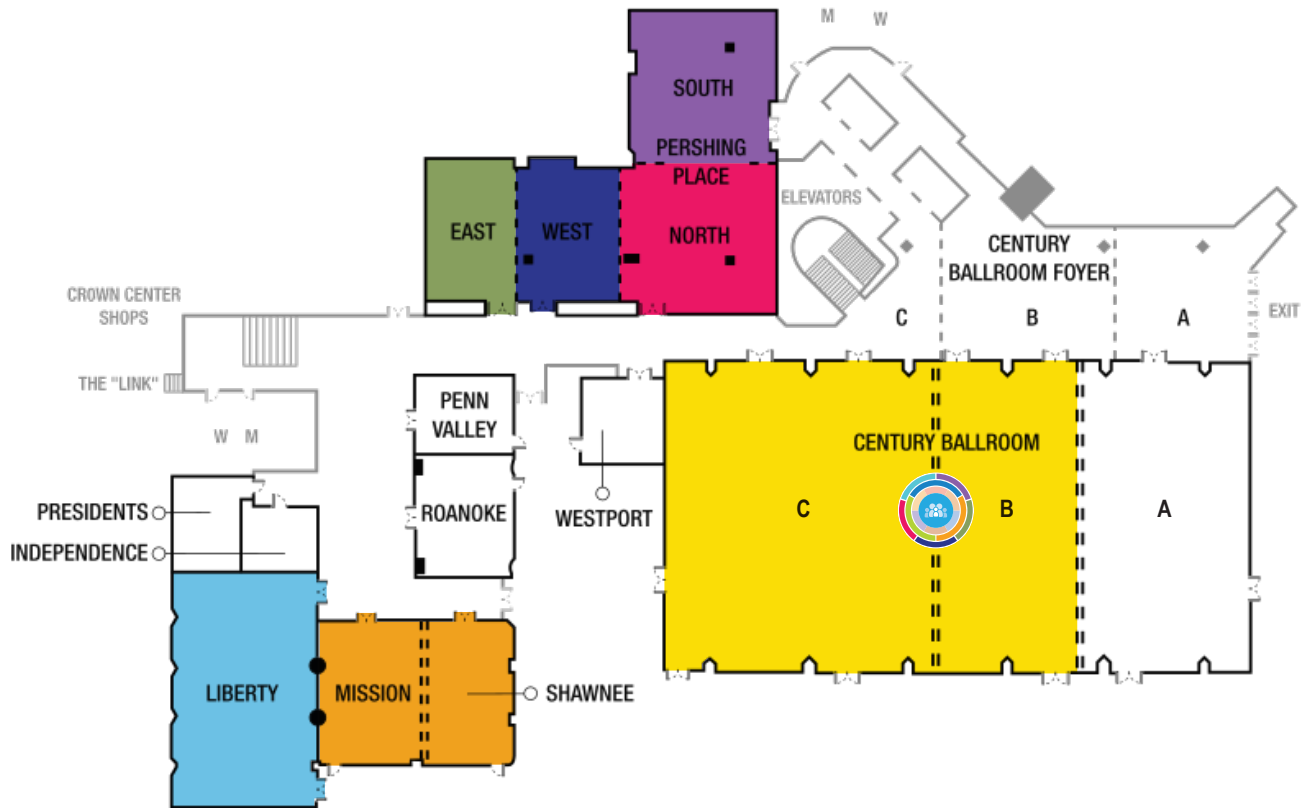 M W
SOUTH
PERSHING
PLACE
NORTH
EAST
WEST
ELEVATORS
CENTURY
BALLROOM FOYER
C
B
A
EXIT
CROWN CENTER
SHOPS
THE "LINK"
W M
PENN
VALLEY
ROANOKE
WESTPORT
CENTURY BALLROOM
C
B
A
PRESIDENTS
INDEPENDENCE
LIBERTY
MISSION
SHAWNEE